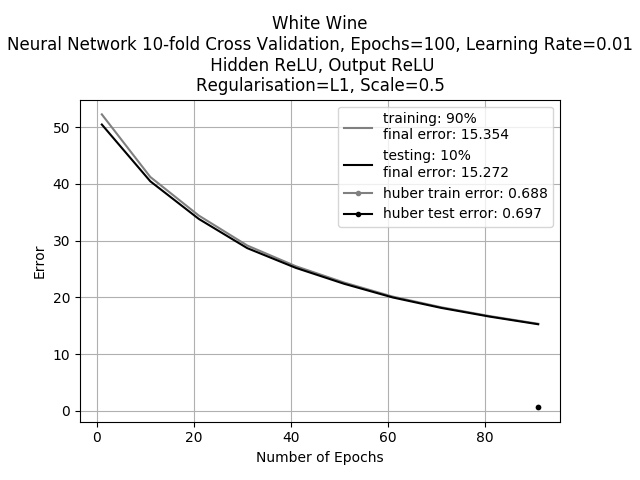 White Wine
Neural Network 10-fold Cross Validation, Epochs=100, Learning Rate=0.01
Hidden ReLU, Output ReLU
Regularisation=L1, Scale=0.5
training: 90%
final error: 15.354
testing: 10%
final error: 15.272
huber train error: 0.688
huber test error: 0.697
50
40
30
20
10
0
Error
0 20 40 60 80
Number of Epochs